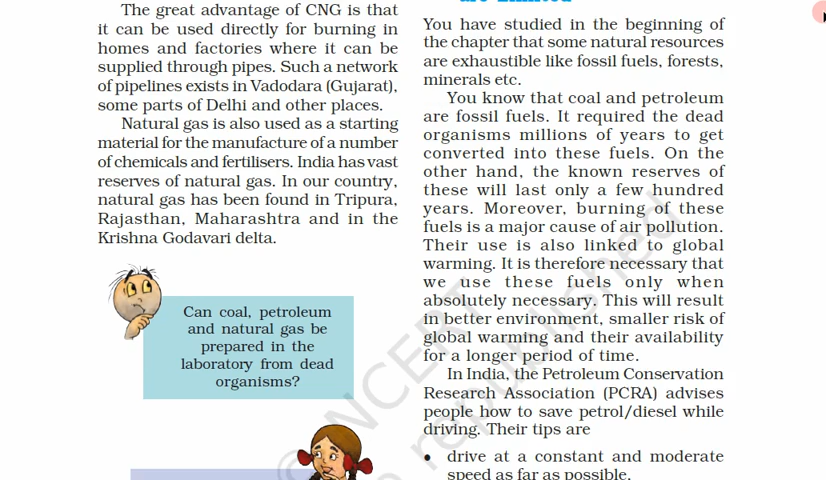 The great advantage of CNG is that
it can be used directly for burning in
homes and factories where it can be
supplied through pipes. Such a network
of pipelines exists in Vadodara (Gujarat),
some parts of Delhi and other places.
Natural gas is also used as a starting
material for the manufacture of a number
of chemicals and fertilisers. India has vast
reserves of natural gas. In our country,
natural gas has been found in Tripura,
Rajasthan, Maharashtra and in the
Krishna Godavari delta.
Can coal, petroleum
and natural gas be
prepared in the
laboratory from dead
organisms?
are Limited
You have studied in the beginning of
the chapter that some natural resources
are exhaustible like fossil fuels, forests,
minerals etc.
You know that coal and petroleum
are fossil fuels. It required the dead
organisms millions of years to get
converted into these fuels. On the
other hand, the known reserves of
these will last only a few hundred
years. Moreover, burning of these
fuels is a major cause of air pollution.
Their use is also linked to global
warming. It is therefore necessary that
we use these fuels only when
absolutely necessary. This will result
in better environment, smaller risk of
global warming and their availability
for a longer period of time.
In India, the Petroleum Conservation
Research Association (PCRA) advises
people how to save petrol/diesel while
driving. Their tips are
• drive at a constant and moderate
speed as far as possible,
© NCERT
republished